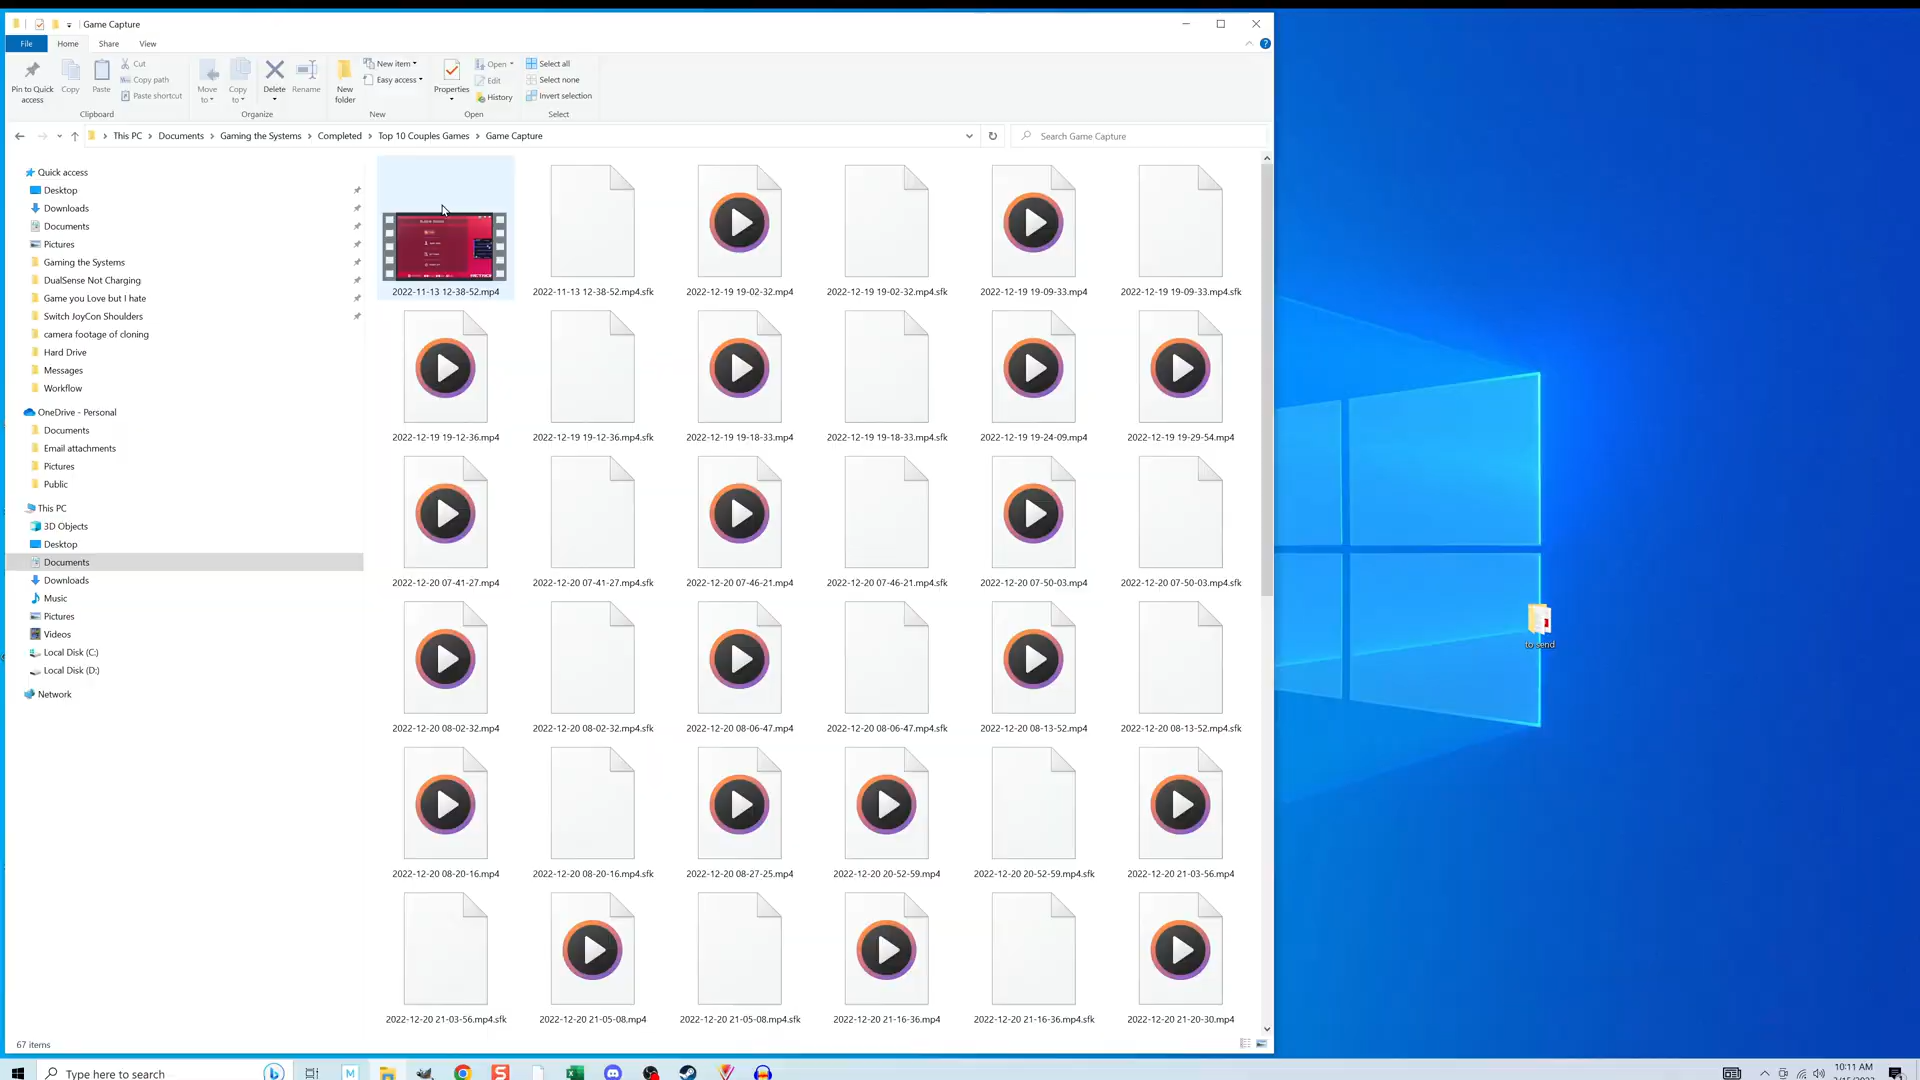 Game Capture
File Home Share View
Pin to Quick access
Copy
Paste
Cut
Copy path
Paste shortcut
Clipboard
Move to
Copy to
Delete
Rename
Organize
New folder
New item
Easy access
New
Properties
Open
Edit
History
Open
Select all
Select none
Invert selection
Select
This PC > Documents > Gaming the Systems > Completed > Top 10 Couples Games > Game Capture
Search Game Capture
Quick access
Desktop
Downloads
Documents
Pictures
Gaming the Systems
DualSense Not Charging
Game you Love but I hate
Switch JoyCon Shoulders
camera footage of cloning
Hard Drive
Messages
Workflow
OneDrive - Personal
Documents
Email attachments
Pictures
Public
This PC
3D Objects
Desktop
Documents
Downloads
Music
Pictures
Videos
Local Disk (C:)
Local Disk (D:)
Network
2022-11-13 12-38-52.mp4 2022-11-13 12-38-52.mp4.sfk 2022-12-19 19-02-32.mp4 2022-12-19 19-02-32.mp4.sfk 2022-12-19 19-09-33.mp4 2022-12-19 19-09-33.mp4.sfk
2022-12-19 19-12-36.mp4 2022-12-19 19-12-36.mp4.sfk 2022-12-19 19-18-33.mp4 2022-12-19 19-18-33.mp4.sfk 2022-12-19 19-24-09.mp4 2022-12-19 19-29-54.mp4
2022-12-20 07-41-27.mp4 2022-12-20 07-41-27.mp4.sfk 2022-12-20 07-46-21.mp4 2022-12-20 07-46-21.mp4.sfk 2022-12-20 07-50-03.mp4 2022-12-20 07-50-03.mp4.sfk
2022-12-20 08-02-32.mp4 2022-12-20 08-02-32.mp4.sfk 2022-12-20 08-06-47.mp4 2022-12-20 08-06-47.mp4.sfk 2022-12-20 08-13-52.mp4 2022-12-20 08-13-52.mp4.sfk
2022-12-20 08-20-16.mp4 2022-12-20 08-20-16.mp4.sfk 2022-12-20 08-27-25.mp4 2022-12-20 20-52-59.mp4 2022-12-20 20-52-59.mp4.sfk 2022-12-20 21-03-56.mp4
2022-12-20 21-03-56.mp4.sfk 2022-12-20 21-05-08.mp4 2022-12-20 21-05-08.mp4.sfk 2022-12-20 21-16-36.mp4 2022-12-20 21-16-36.mp4.sfk 2022-12-20 21-20-30.mp4
to send
67 items
Type here to search
10:11 AM